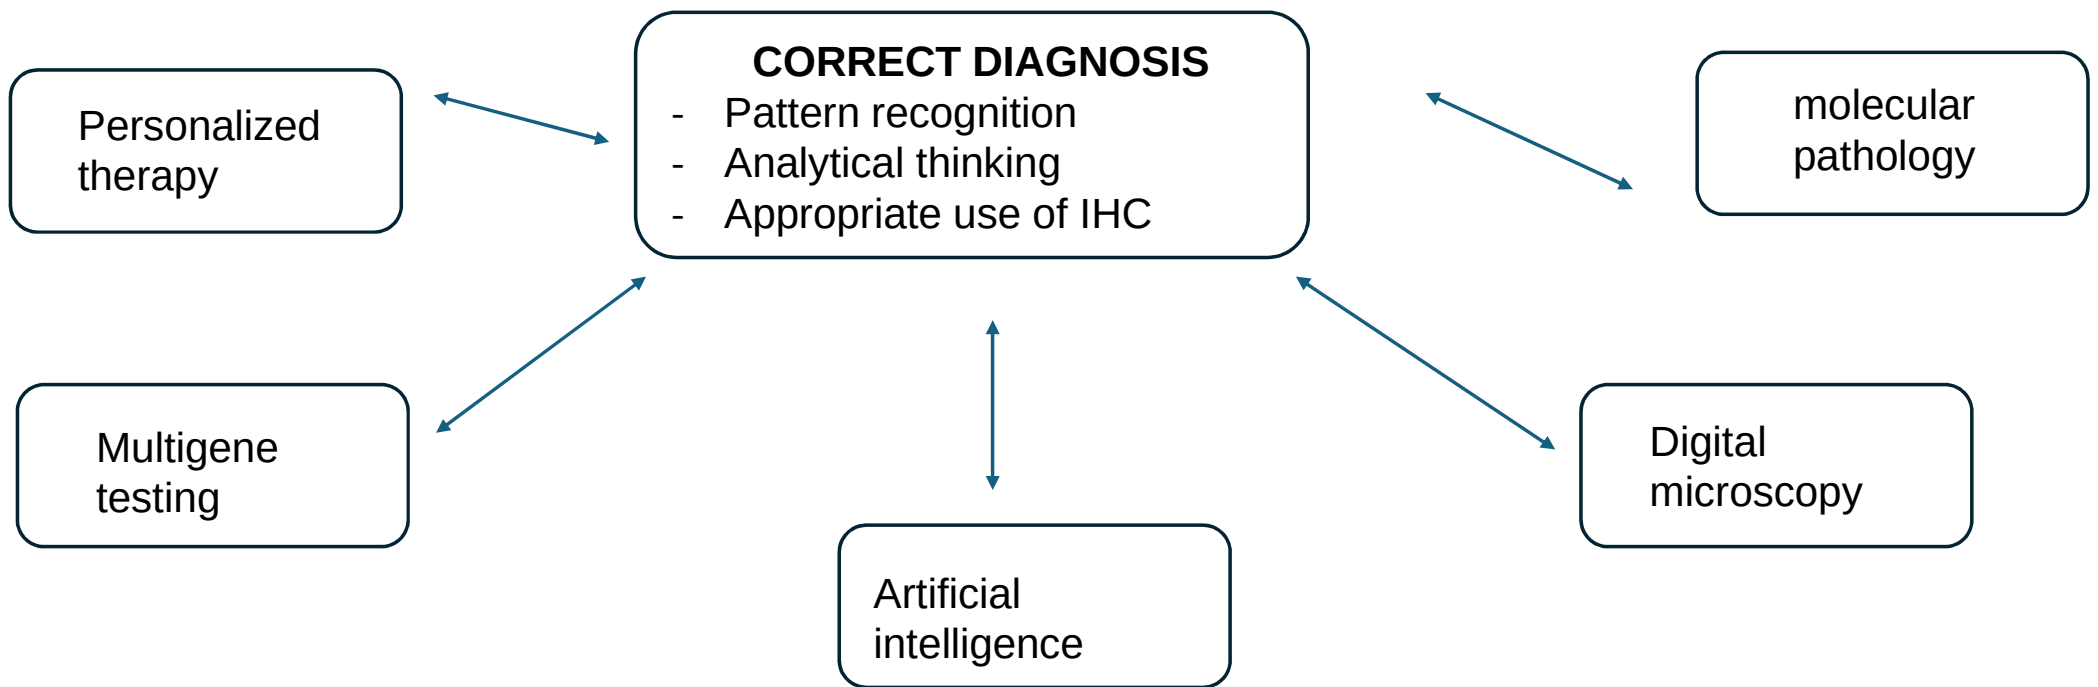 CORRECT DIAGNOSIS
- Pattern recognition
- Analytical thinking
- Appropriate use of IHC
Personalized
therapy
molecular
pathology
Multigene
testing
Digital
microscopy
Artificial
intelligence